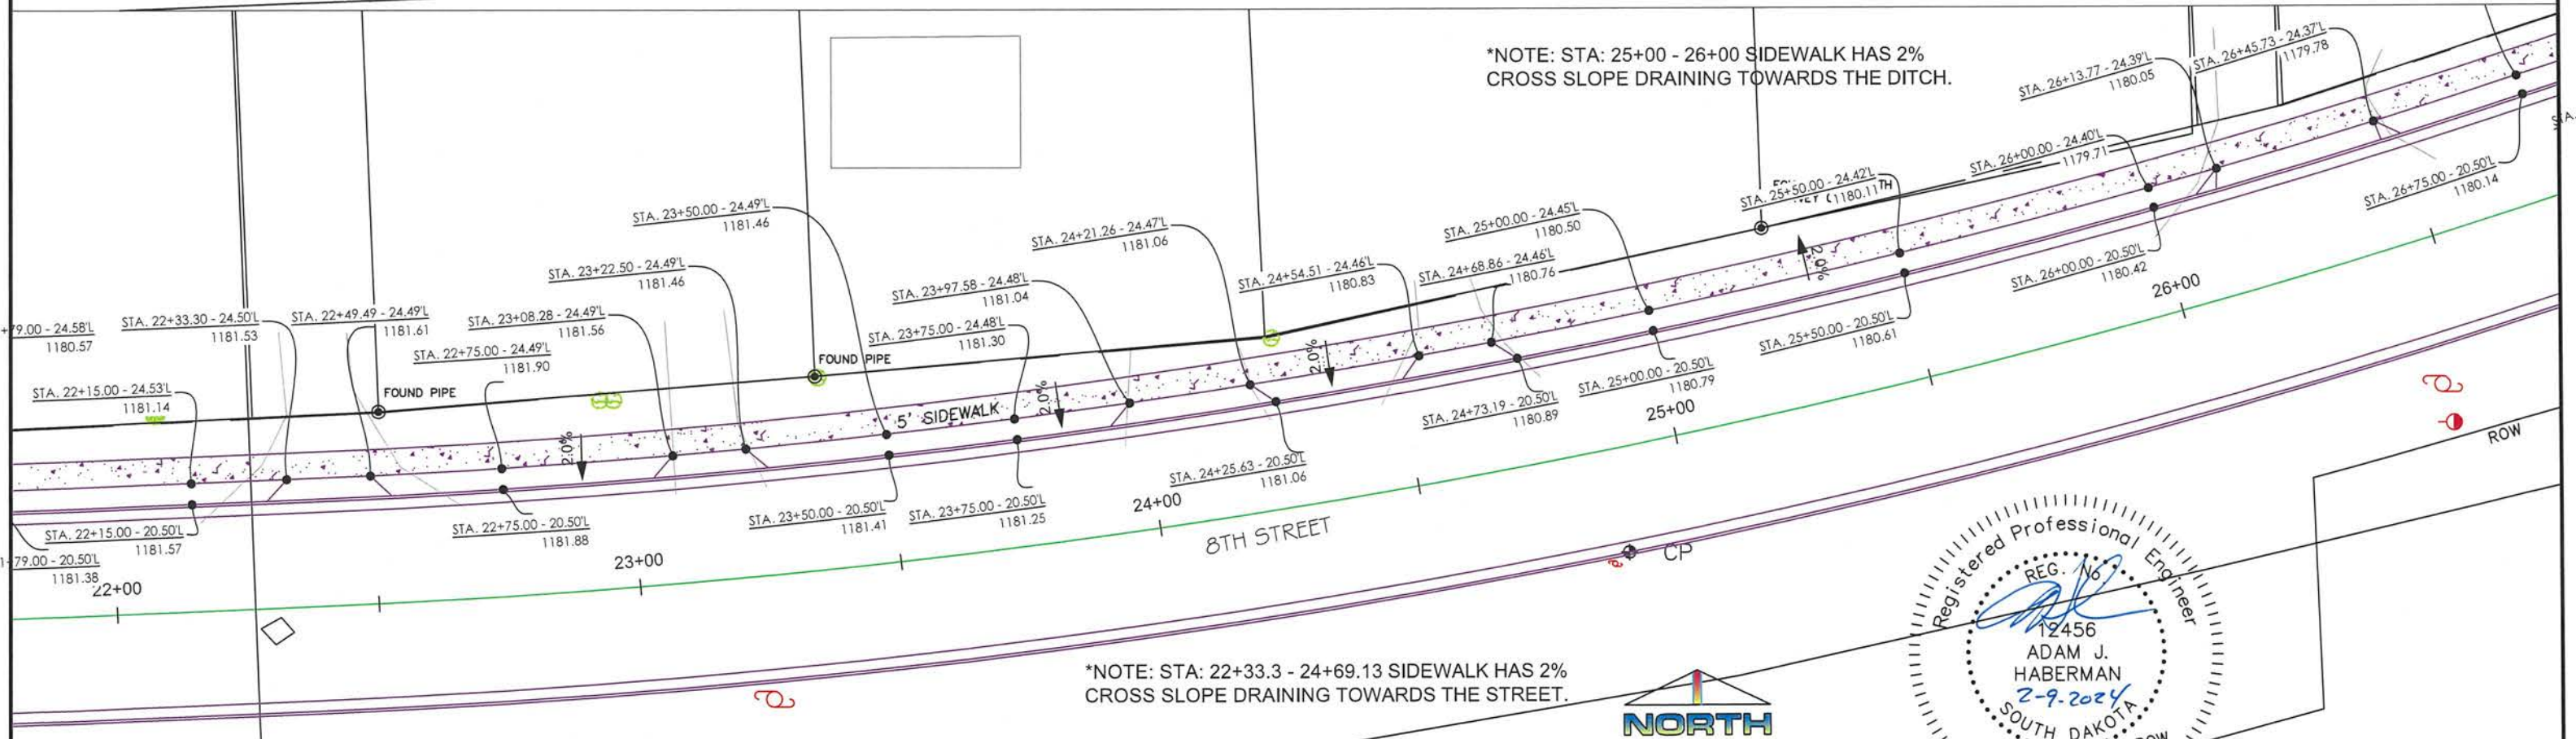 *NOTE: STA: 25+00 - 26+00 SIDEWALK HAS 2%
CROSS SLOPE DRAINING TOWARDS THE DITCH.
STA. 26+13.77 - 24.39'L
1180.05
STA. 26+45.73 - 24.37'L
1179.78
STA. 26+00.00 - 24.40'L
1179.71
STA. 25+50.00 - 24.42'L
1180.11
TH
STA. 26+75.00 - 20.50'L
1180.14
STA. 23+50.00 - 24.49'L
1181.46
STA. 24+21.26 - 24.47'L
1181.06
STA. 25+00.00 - 24.45'L
1180.50
STA. 23+22.50 - 24.49'L
1181.46
STA. 23+97.58 - 24.48'L
1181.04
STA. 24+54.51 - 24.46'L
1180.83
STA. 24+68.86 - 24.46'L
1180.76
2.0%
STA. 26+00.00 - 20.50'L
1180.42
26+00
+79.00 - 24.58'L
1180.57
STA. 22+33.30 - 24.50'L
1181.53
STA. 22+49.49 - 24.49'L
1181.61
STA. 23+08.28 - 24.49'L
1181.56
STA. 22+75.00 - 24.49'L
1181.90
STA. 23+75.00 - 24.48'L
1181.30
STA. 25+50.00 - 20.50'L
1180.61
2.0%
FOUND PIPE
STA. 22+15.00 - 24.53'L
1181.14
FOUND PIPE
5' SIDEWALK
2.0%
STA. 25+00.00 - 20.50'L
1180.79
STA. 24+73.19 - 20.50'L
1180.89
25+00
ROW
2.0%
STA. 24+25.63 - 20.50'L
1181.06
STA. 22+15.00 - 20.50'L
1181.57
STA. 22+75.00 - 20.50'L
1181.88
STA. 23+50.00 - 20.50'L
1181.41
STA. 23+75.00 - 20.50'L
1181.25
24+00
8TH STREET
79.00 - 20.50'L
1181.38
22+00
23+00
CP
Registered Professional Engineer
REG. No.
12456
ADAM J.
HABERMAN
2-9-2024
SOUTH DAKOTA
ROW
*NOTE: STA: 22+33.3 - 24+69.13 SIDEWALK HAS 2%
CROSS SLOPE DRAINING TOWARDS THE STREET.
NORTH